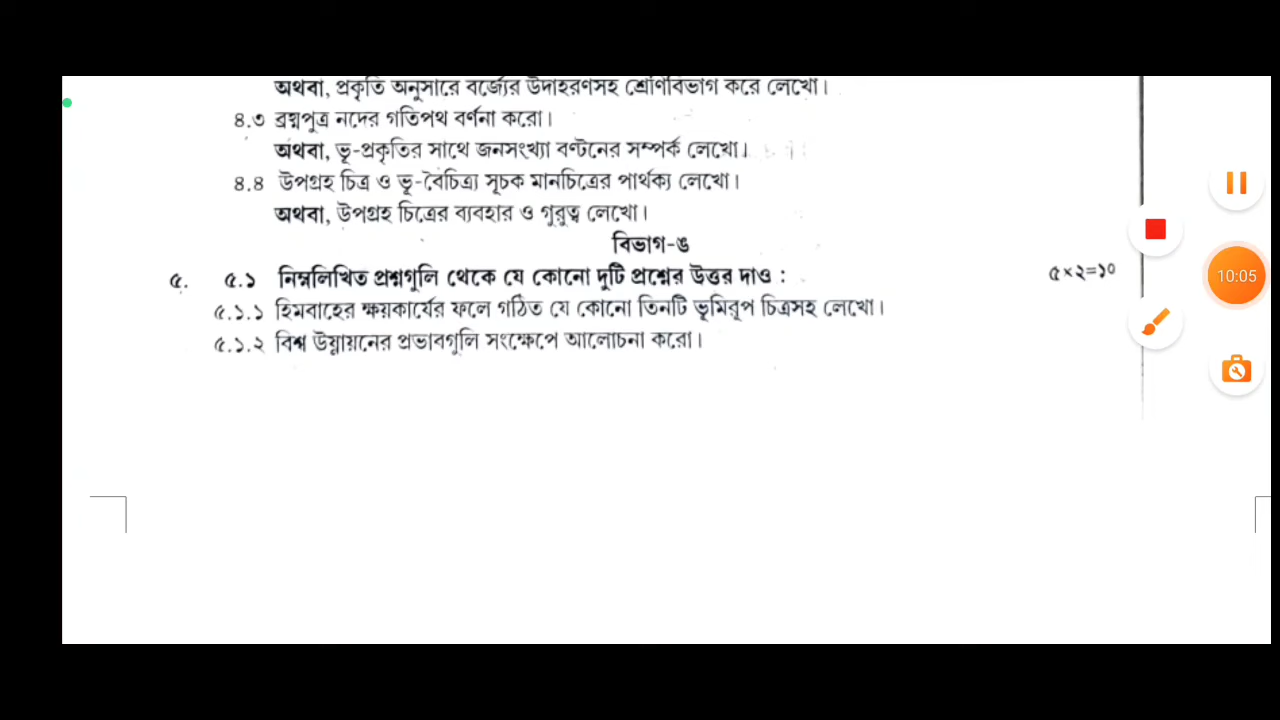 অথবা, প্রকৃতি অনুসারে বর্জ্যের উদাহরণসহ শ্রেণিবিভাগ করে লেখো।
৪.৩ ব্রহ্মপুত্র নদের গতিপথ বর্ণনা করো।
অথবা, ভূ-প্রকৃতির সাথে জনসংখ্যা বণ্টনের সম্পর্ক লেখো।
৪.৪ উপগ্রহ চিত্র ও ভূ-বৈচিত্র্য সূচক মানচিত্রের পার্থক্য লেখো।
অথবা, উপগ্রহ চিত্রের ব্যবহার ও গুরুত্ব লেখো।
বিভাগ-ঙ
৫. ৫.১ নিম্নলিখিত প্রশ্নগুলি থেকে যে কোনো দুটি প্রশ্নের উত্তর দাও : ৫×২=১০
৫.১.১ হিমবাহের ক্ষয়কার্যের ফলে গঠিত যে কোনো তিনটি ভূমিরূপ চিত্রসহ লেখো।
৫.১.২ বিশ্ব উষ্ণায়নের প্রভাবগুলি সংক্ষেপে আলোচনা করো।
10:05